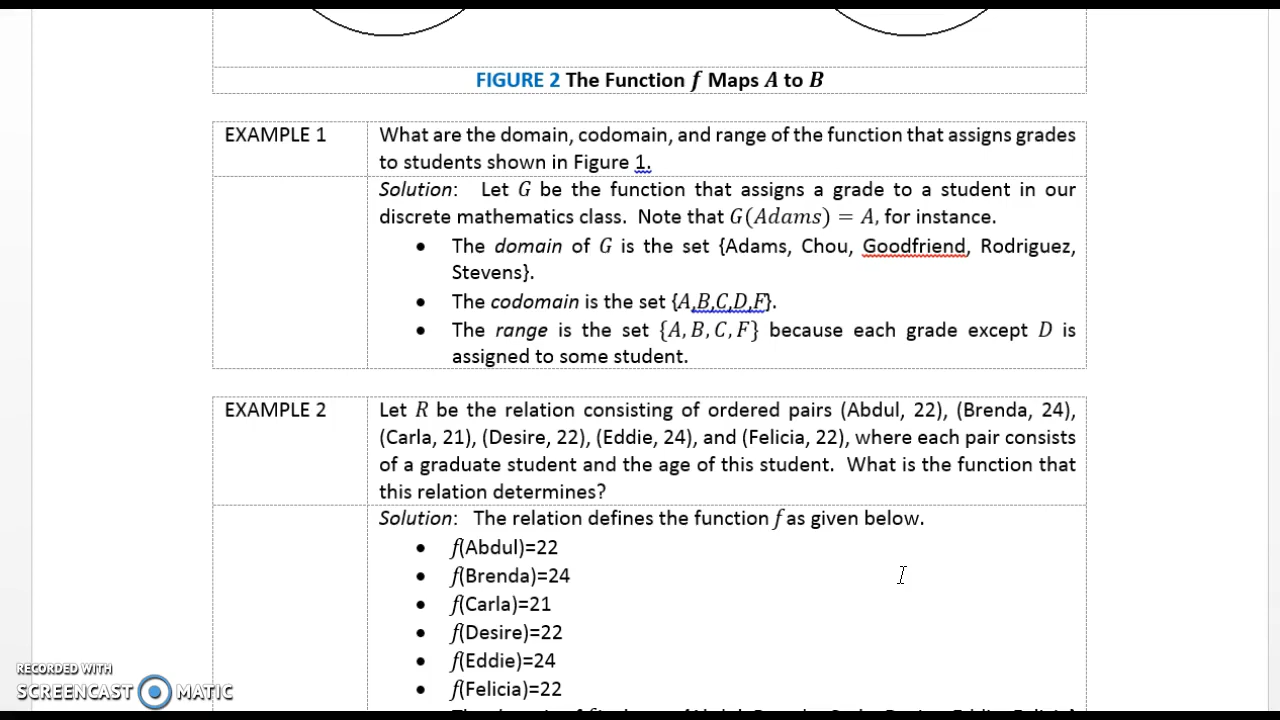 FIGURE 2 The Function f Maps A to B
EXAMPLE 1
What are the domain, codomain, and range of the function that assigns grades
to students shown in Figure 1.
Solution: Let G be the function that assigns a grade to a student in our
discrete mathematics class. Note that G(Adams) = A, for instance.
• The domain of G is the set {Adams, Chou, Goodfriend, Rodriguez,
Stevens}.
• The codomain is the set {A,B,C,D,F}.
• The range is the set {A, B, C, F} because each grade except D is
assigned to some student.
EXAMPLE 2
Let R be the relation consisting of ordered pairs (Abdul, 22), (Brenda, 24),
(Carla, 21), (Desire, 22), (Eddie, 24), and (Felicia, 22), where each pair consists
of a graduate student and the age of this student. What is the function that
this relation determines?
Solution: The relation defines the function f as given below.
• f(Abdul)=22
• f(Brenda)=24
• f(Carla)=21
• f(Desire)=22
• f(Eddie)=24
• f(Felicia)=22
RECORDED WITH
SCREENCAST MATIC